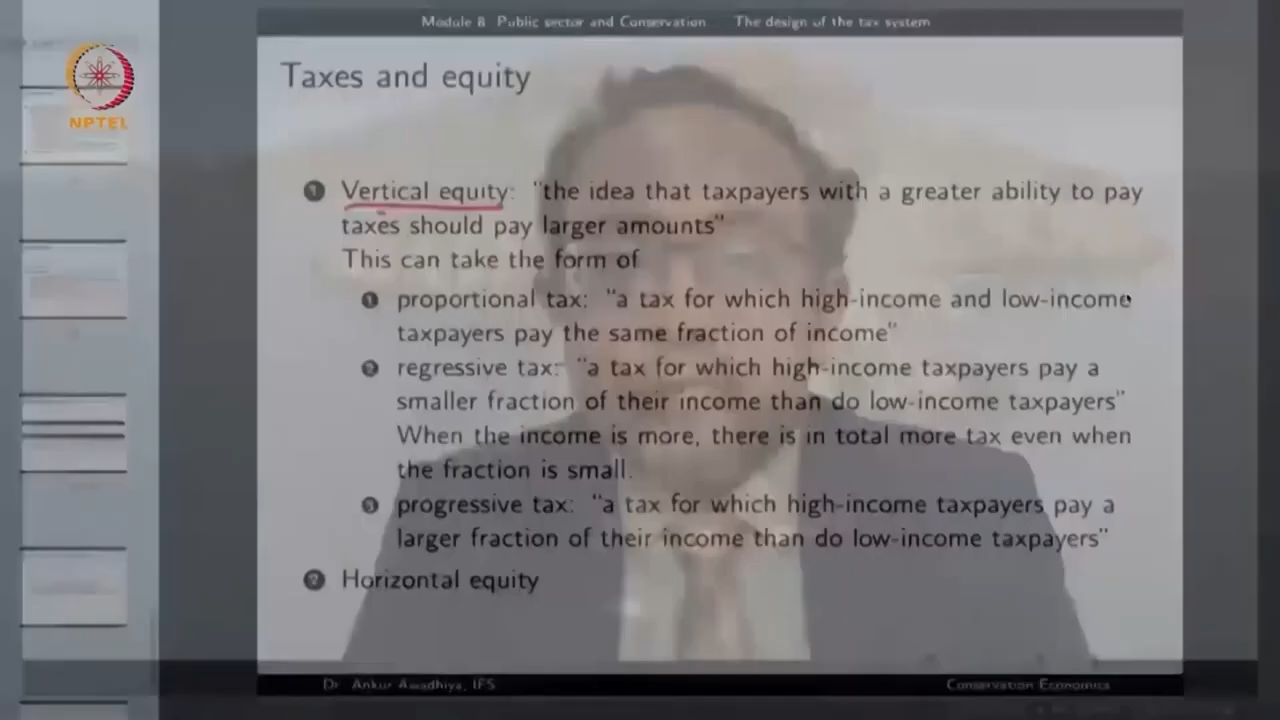 Module 8 Public sector and Conservation The design of the tax system
Taxes and equity
NPTEL
1 Vertical equity: "the idea that taxpayers with a greater ability to pay
taxes should pay larger amounts"
This can take the form of
1 proportional tax: "a tax for which high-income and low-income
taxpayers pay the same fraction of income"
2 regressive tax: "a tax for which high-income taxpayers pay a
smaller fraction of their income than do low-income taxpayers"
When the income is more, there is in total more tax even when
the fraction is small.
3 progressive tax: "a tax for which high-income taxpayers pay a
larger fraction of their income than do low-income taxpayers"
2 Horizontal equity
Dr. Ankur Awadhiya, IFS
Conservation Economics